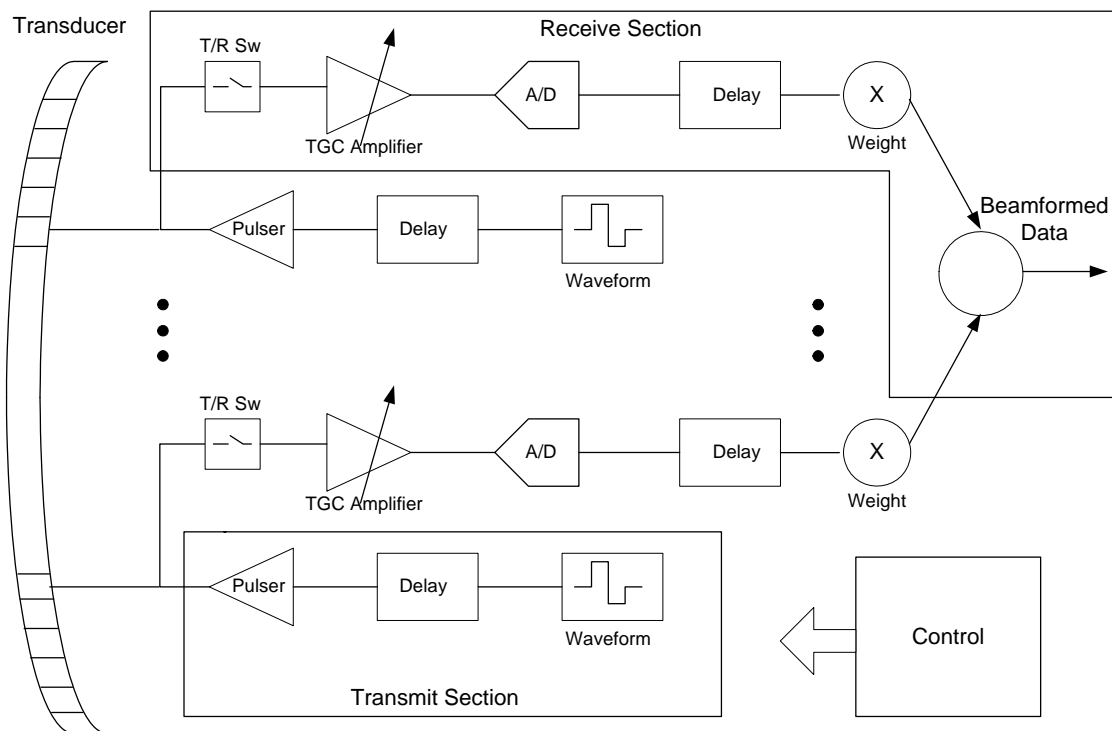 Transducer
Receive Section
T/R Sw
TGC Amplifier
A/D
Delay
X
Weight
Pulser
Delay
Waveform
Beamformed
Data
T/R Sw
TGC Amplifier
A/D
Delay
X
Weight
Pulser
Delay
Waveform
Transmit Section
Control